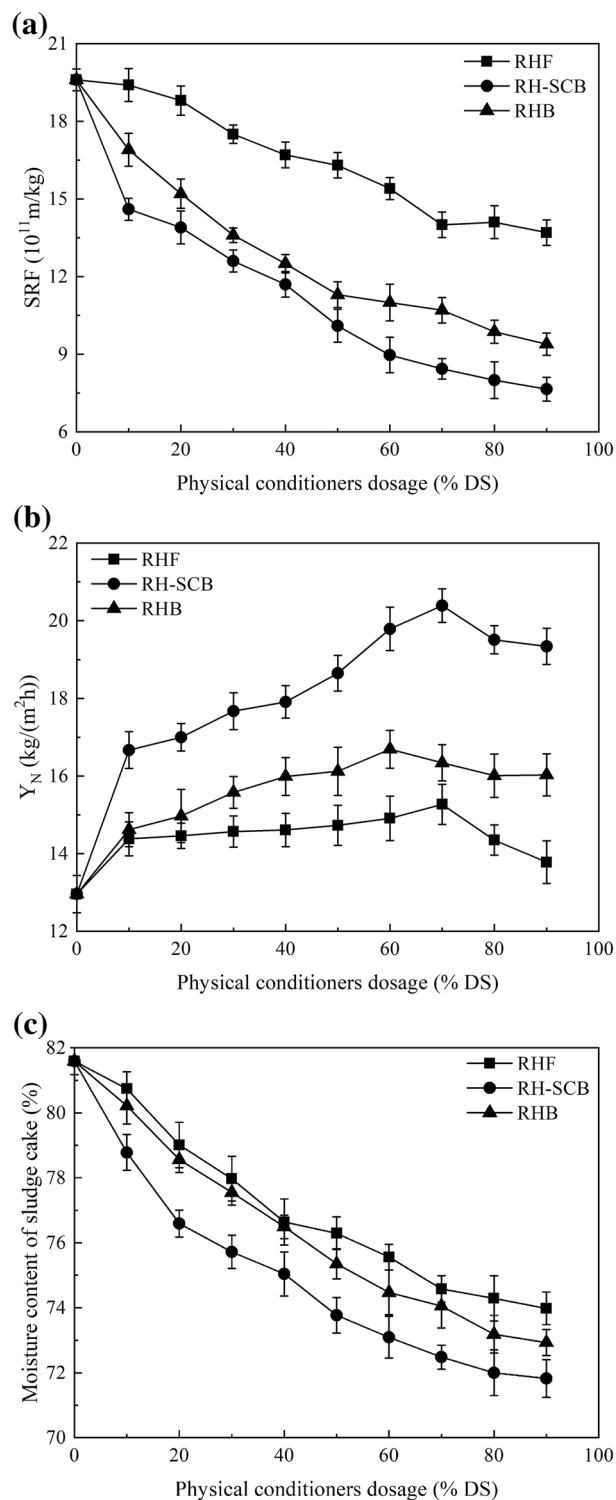 (a)
21
18
15
12
9
6
SRF (10¹¹m/kg)
RHF
RH-SCB
RHB
0 20 40 60 80 100
Physical conditioners dosage (% DS)
(b)
22
20
18
16
14
12
Y_N (kg/(m²h)
RHF
RH-SCB
RHB
0 20 40 60 80 100
Physical conditioners dosage (% DS)
(c)
82
80
78
76
74
72
70
Moisture content of sludge cake (%)
RHF
RH-SCB
RHB
0 20 40 60 80 100
Physical conditioners dosage (% DS)